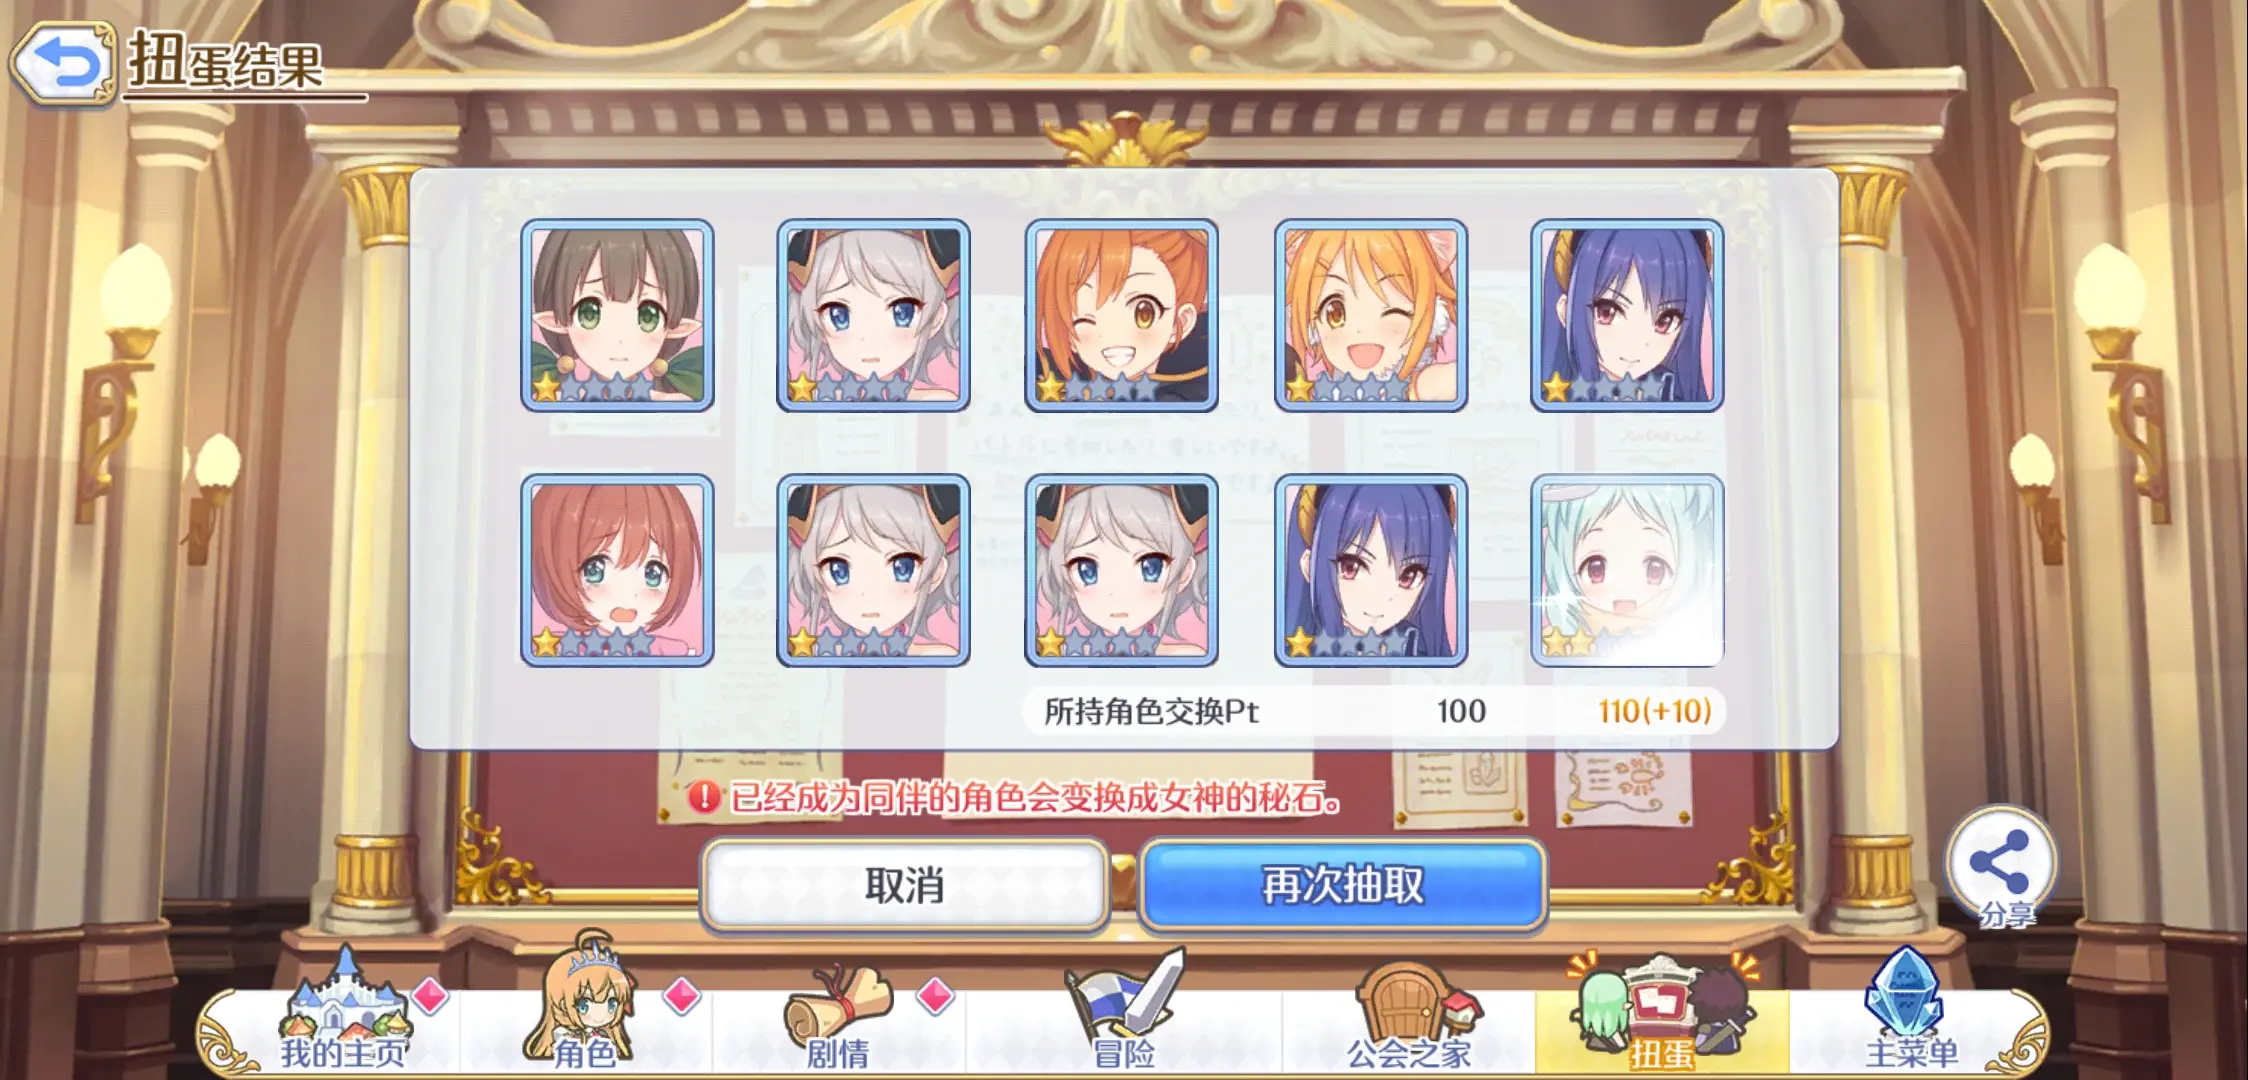 扭蛋结果
所持角色交换Pt 100 110(+10)
已经成为同伴的角色会变换成女神的秘石。
取消
再次抽取
分享
我的主页
角色
剧情
冒险
公会之家
扭蛋
主菜单